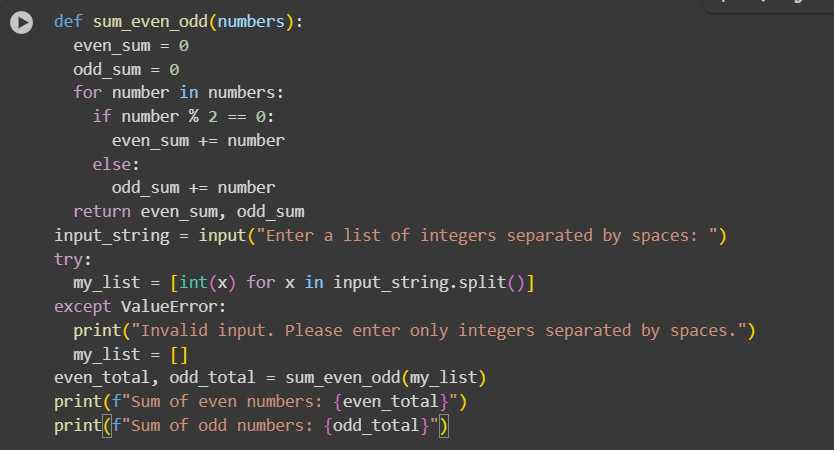 def sum_even_odd(numbers):
  even_sum = 0
  odd_sum = 0
  for number in numbers:
    if number % 2 == 0:
      even_sum += number
    else:
      odd_sum += number
  return even_sum, odd_sum
input_string = input("Enter a list of integers separated by spaces: ")
try:
  my_list = [int(x) for x in input_string.split()]
except ValueError:
  print("Invalid input. Please enter only integers separated by spaces.")
  my_list = []
even_total, odd_total = sum_even_odd(my_list)
print(f"Sum of even numbers: {even_total}")
print(f"Sum of odd numbers: {odd_total}")